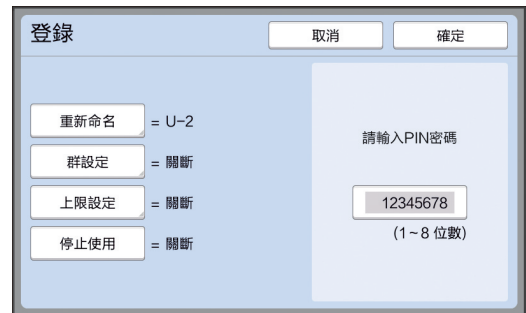 登錄
取消
確定
重新命名 = U-2
群設定 = 關斷
上限設定 = 關斷
停止使用 = 關斷
請輸入PIN密碼
12345678
(1~8 位數)